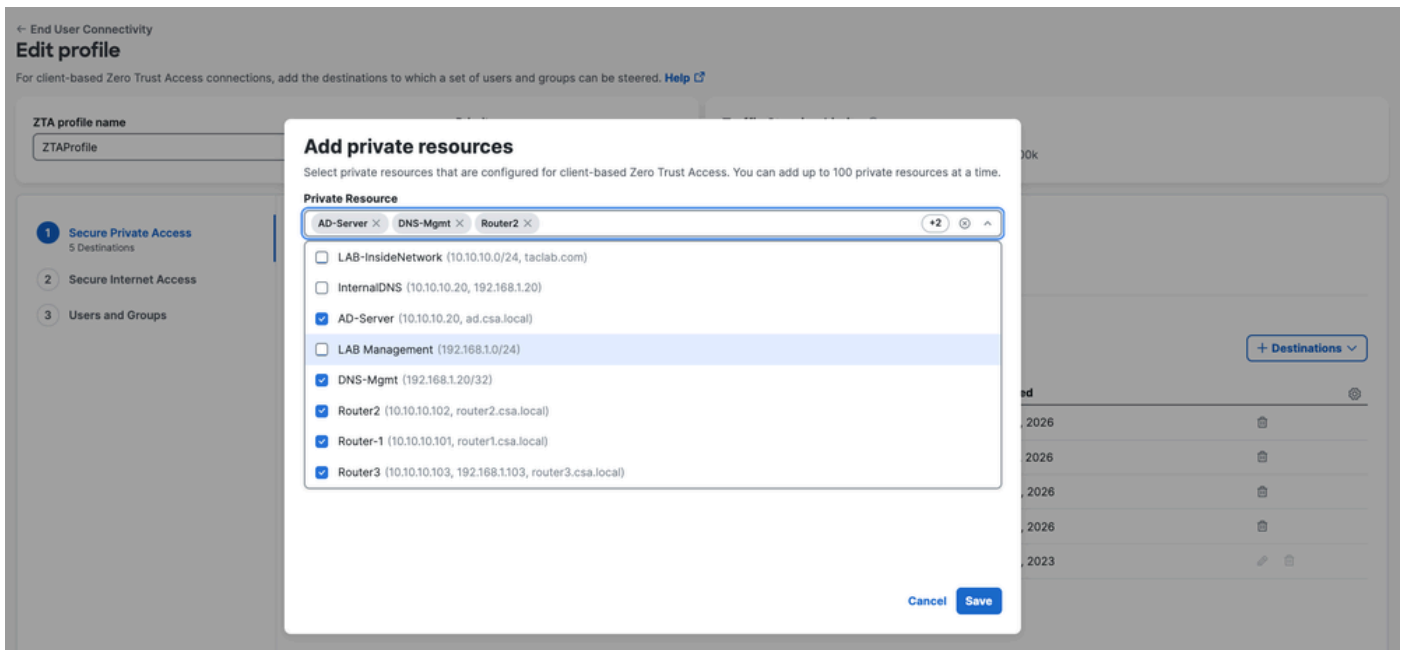 ← End User Connectivity
Edit profile
For client-based Zero Trust Access connections, add the destinations to which a set of users and groups can be steered. Help
ZTA profile name
ZTAProfile
00k
1 Secure Private Access
5 Destinations
2 Secure Internet Access
3 Users and Groups
Add private resources
Select private resources that are configured for client-based Zero Trust Access. You can add up to 100 private resources at a time.
Private Resource
AD-Server × DNS-Mgmt × Router2 × +2
LAB-InsideNetwork (10.10.10.0/24, taclab.com)
InternalDNS (10.10.10.20, 192.168.1.20)
AD-Server (10.10.10.20, ad.csa.local)
LAB Management (192.168.1.0/24)
DNS-Mgmt (192.168.1.20/32)
Router2 (10.10.10.102, router2.csa.local)
Router-1 (10.10.10.101, router1.csa.local)
Router3 (10.10.10.103, 192.168.1.103, router3.csa.local)
Cancel Save
+ Destinations
ed
, 2026
, 2026
, 2026
, 2026
, 2023